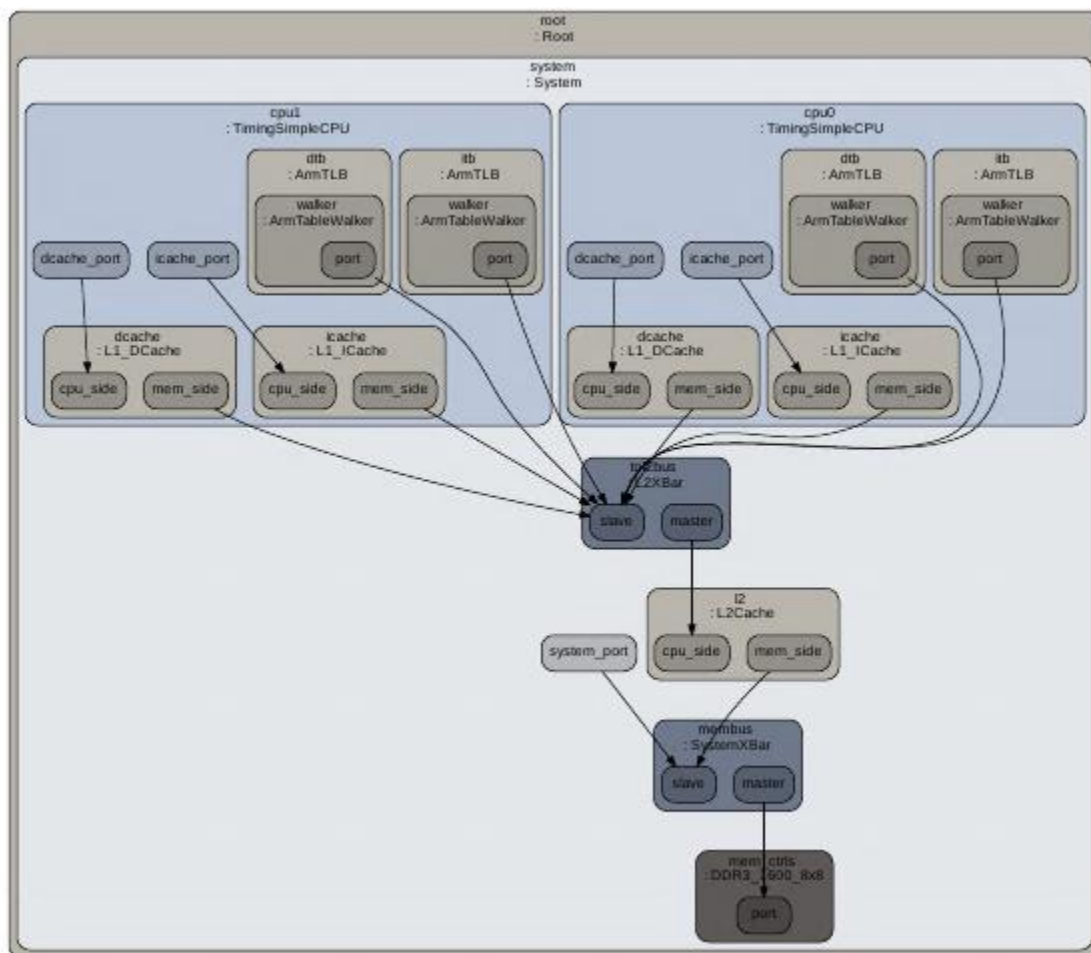 root
: Root
system
: System
cpu1
: TimingSimpleCPU
cpu0
: TimingSimpleCPU
dtb
: ArmTLB
itb
: ArmTLB
dtb
: ArmTLB
itb
: ArmTLB
walker
: ArmTableWalker
walker
: ArmTableWalker
walker
: ArmTableWalker
walker
: ArmTableWalker
dcache_port
icache_port
port
port
dcache_port
icache_port
port
port
dcache
: L1_DCache
icache
: L1_ICache
dcache
: L1_DCache
icache
: L1_ICache
cpu_side
mem_side
cpu_side
mem_side
cpu_side
mem_side
cpu_side
mem_side
tol2bus
: L2XBar
slave
master
l2
: L2Cache
system_port
cpu_side
mem_side
membus
: SystemXBar
slave
master
mem_ctrls
: DDR3_1600_8x8
port